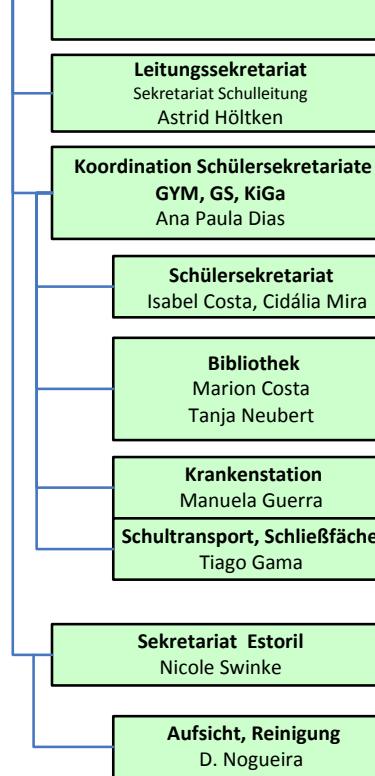 Leitungssekretariat
Sekretariat Schulleitung
Astrid Höltken
Koordination Schülersekretariate
GYM, GS, KiGa
Ana Paula Dias
Schülersekretariat
Isabel Costa, Cidália Mira
Bibliothek
Marion Costa
Tanja Neubert
Krankenstation
Manuela Guerra
Schultransport, Schließfäche
Tiago Gama
Sekretariat Estoril
Nicole Swinke
Aufsicht, Reinigung
D. Nogueira